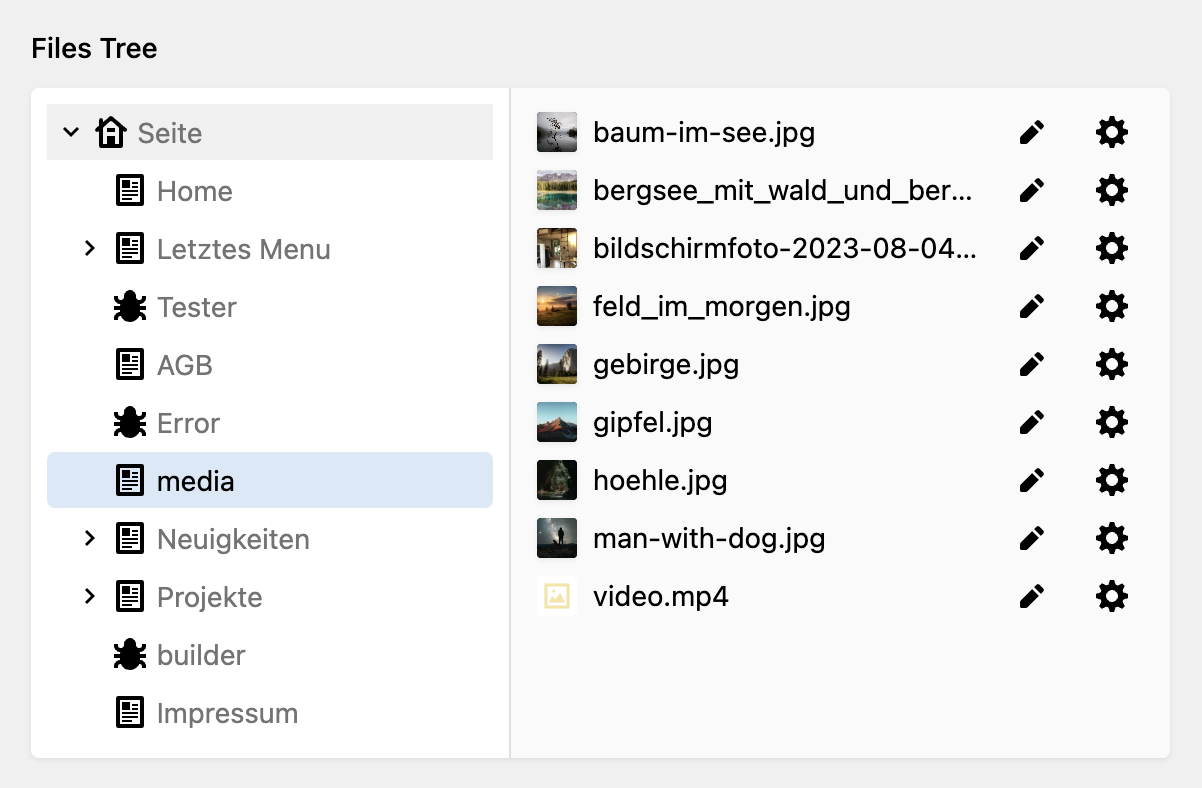 Files Tree
Seite
Home
Letztes Menu
Tester
AGB
Error
media
Neuigkeiten
Projekte
builder
Impressum
baum-im-see.jpg
bergsee_mit_wald_und_ber...
bildschirmfoto-2023-08-04...
feld_im_morgen.jpg
gebirge.jpg
gipfel.jpg
hoehle.jpg
man-with-dog.jpg
video.mp4